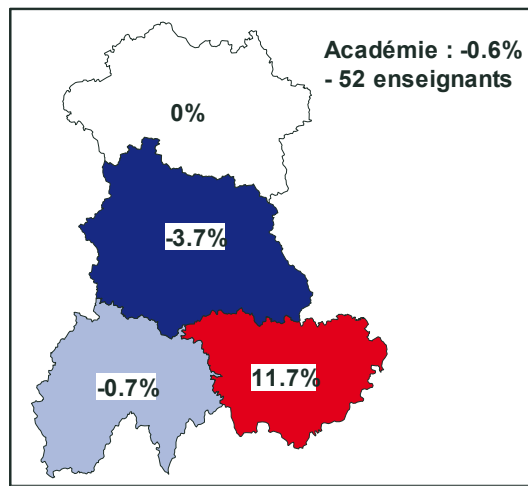 Académie : -0.6%
- 52 enseignants
0%
-3.7%
-0.7%
11.7%